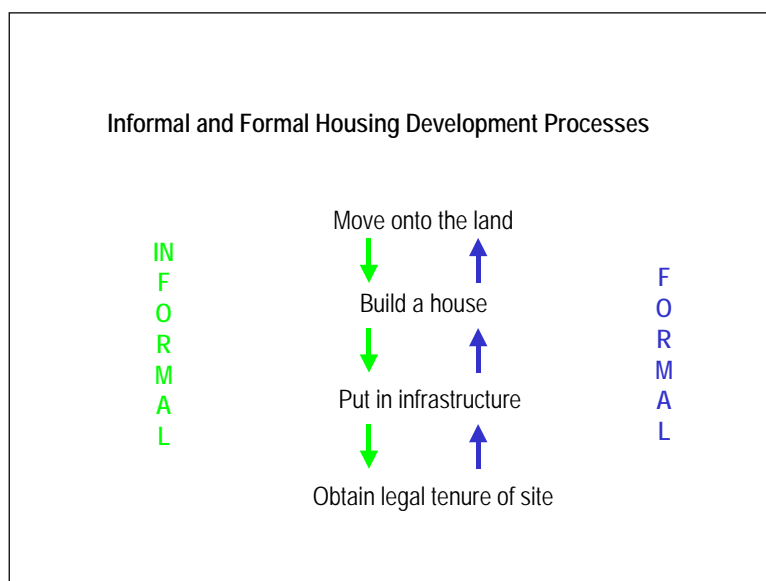 Informal and Formal Housing Development Processes
Move onto the land
IN
F
O
R
M
A
L
F
O
R
M
A
L
Build a house
Put in infrastructure
Obtain legal tenure of site